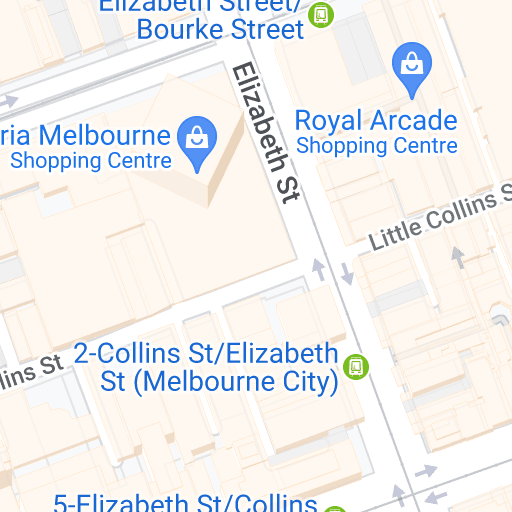 Elizabeth Street/
Bourke Street
Elizabeth St
Royal Arcade
Shopping Centre
ria Melbourne
Shopping Centre
Little Collins S
2-Collins St/Elizabeth
St (Melbourne City)
llins St
5-Elizabeth St/Collins